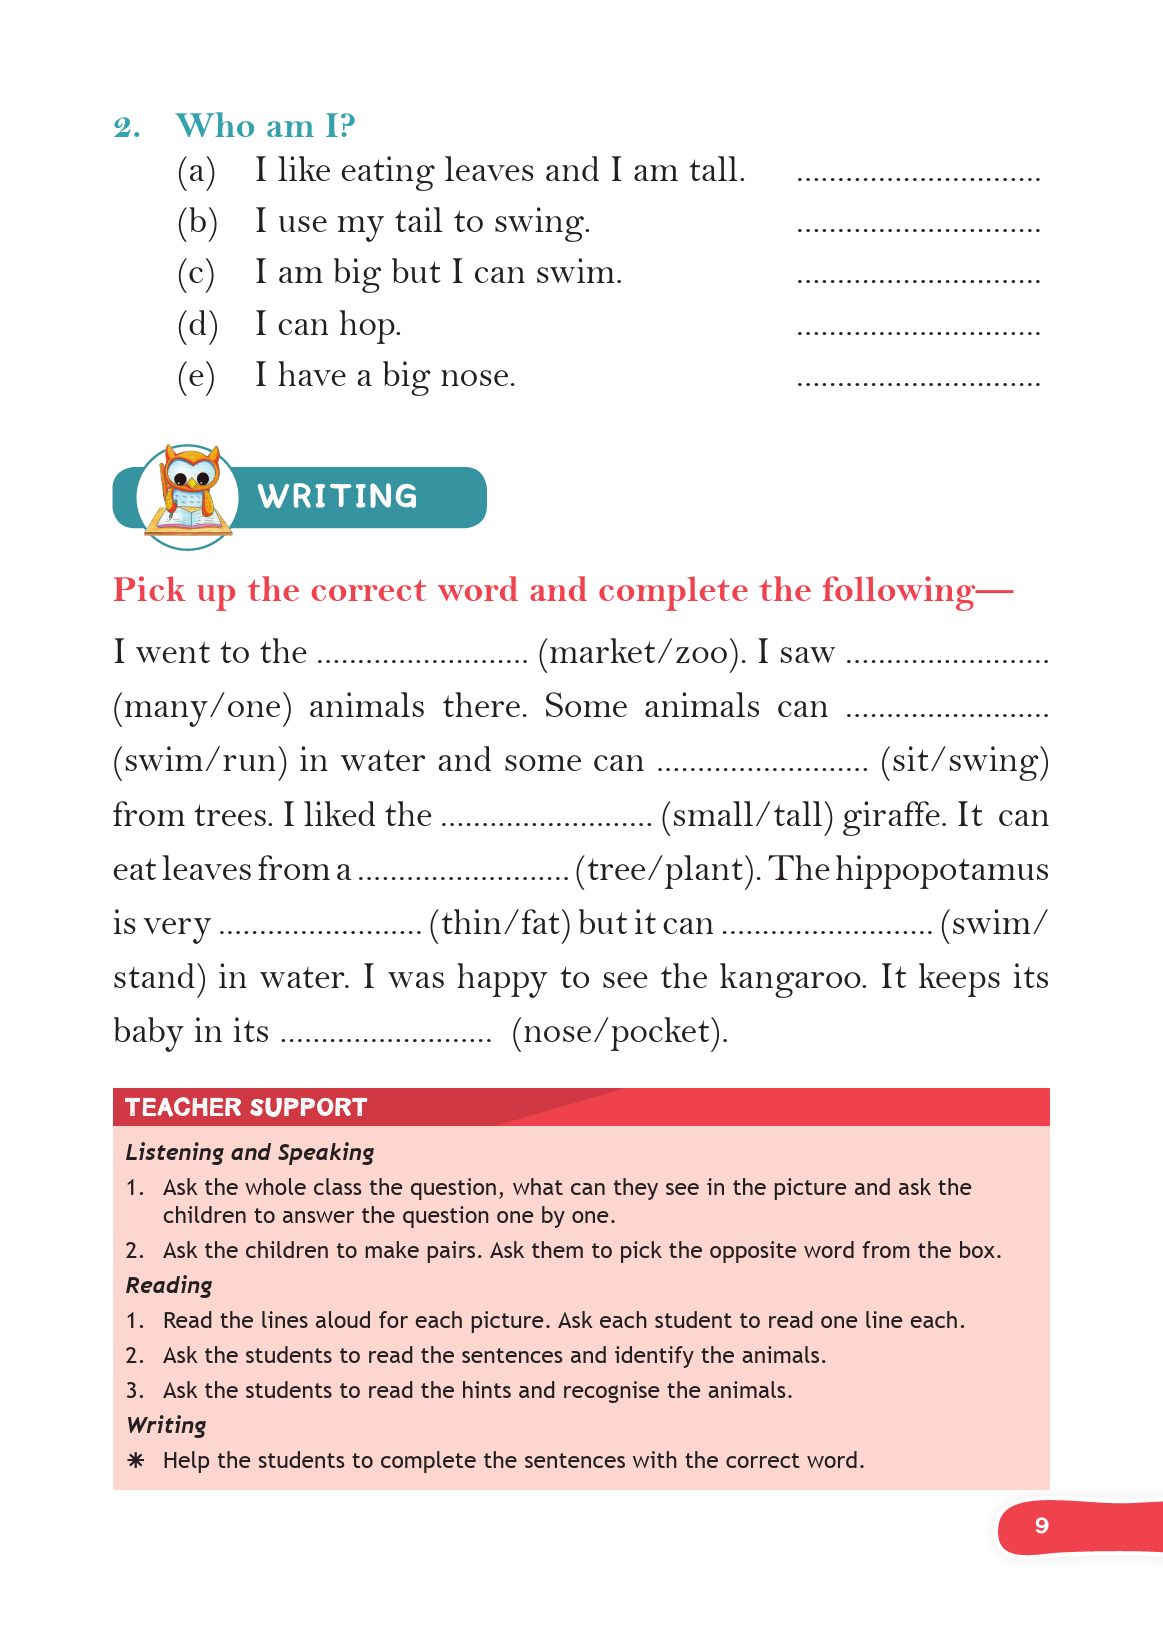 2. Who am I?
(a) I like eating leaves and I am tall. ..............................
(b) I use my tail to swing. ..............................
(c) I am big but I can swim. ..............................
(d) I can hop. ..............................
(e) I have a big nose. ..............................
WRITING
Pick up the correct word and complete the following—
I went to the .......................... (market/zoo). I saw .........................
(many/one) animals there. Some animals can .........................
(swim/run) in water and some can .......................... (sit/swing)
from trees. I liked the .......................... (small/tall) giraffe. It can
eat leaves from a .......................... (tree/plant). The hippopotamus
is very ......................... (thin/fat) but it can .......................... (swim/
stand) in water. I was happy to see the kangaroo. It keeps its
baby in its .......................... (nose/pocket).
TEACHER SUPPORT
Listening and Speaking
1. Ask the whole class the question, what can they see in the picture and ask the
children to answer the question one by one.
2. Ask the children to make pairs. Ask them to pick the opposite word from the box.
Reading
1. Read the lines aloud for each picture. Ask each student to read one line each.
2. Ask the students to read the sentences and identify the animals.
3. Ask the students to read the hints and recognise the animals.
Writing
* Help the students to complete the sentences with the correct word.
9